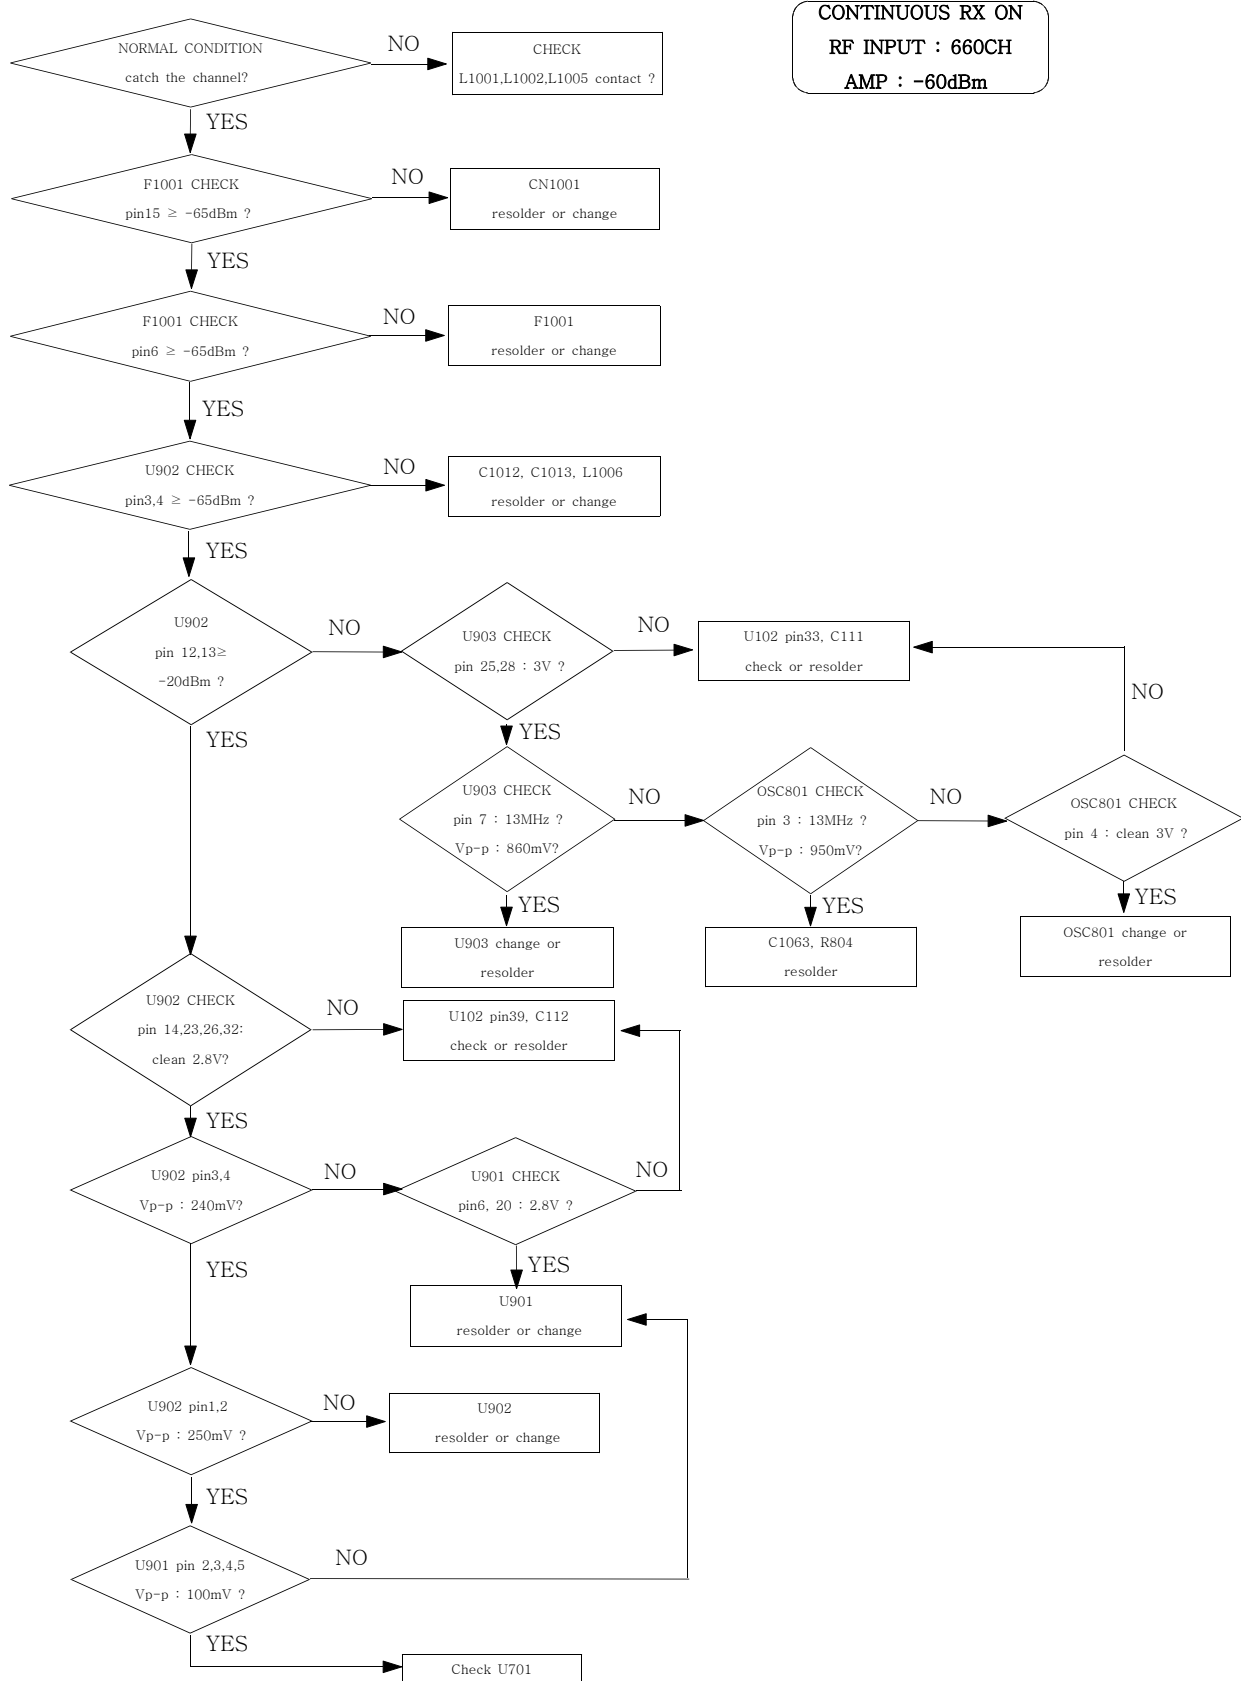 CONTINUOUS RX ON
RF INPUT : 660CH
AMP : -60dBm
NORMAL CONDITION
catch the channel?
NO
CHECK
L1001,L1002,L1005 contact ?
YES
F1001 CHECK
pin15 ≥ -65dBm ?
NO
CN1001
resolder or change
YES
F1001 CHECK
pin6 ≥ -65dBm ?
NO
F1001
resolder or change
YES
U902 CHECK
pin3,4 ≥ -65dBm ?
NO
C1012, C1013, L1006
resolder or change
YES
U902
pin 12,13≥
-20dBm ?
NO
U903 CHECK
pin 25,28 : 3V ?
NO
U102 pin33, C111
check or resolder
NO
YES
YES
U903 CHECK
pin 7 : 13MHz ?
Vp-p : 860mV?
NO
OSC801 CHECK
pin 3 : 13MHz ?
Vp-p : 950mV?
NO
OSC801 CHECK
pin 4 : clean 3V ?
YES
YES
YES
U903 change or
resolder
C1063, R804
resolder
OSC801 change or
resolder
U902 CHECK
pin 14,23,26,32:
clean 2.8V?
NO
U102 pin39, C112
check or resolder
YES
U902 pin3,4
Vp-p : 240mV?
NO
U901 CHECK
pin6, 20 : 2.8V ?
NO
YES
YES
U901
resolder or change
U902 pin1,2
Vp-p : 250mV ?
NO
U902
resolder or change
YES
U901 pin 2,3,4,5
Vp-p : 100mV ?
NO
YES
Check U701